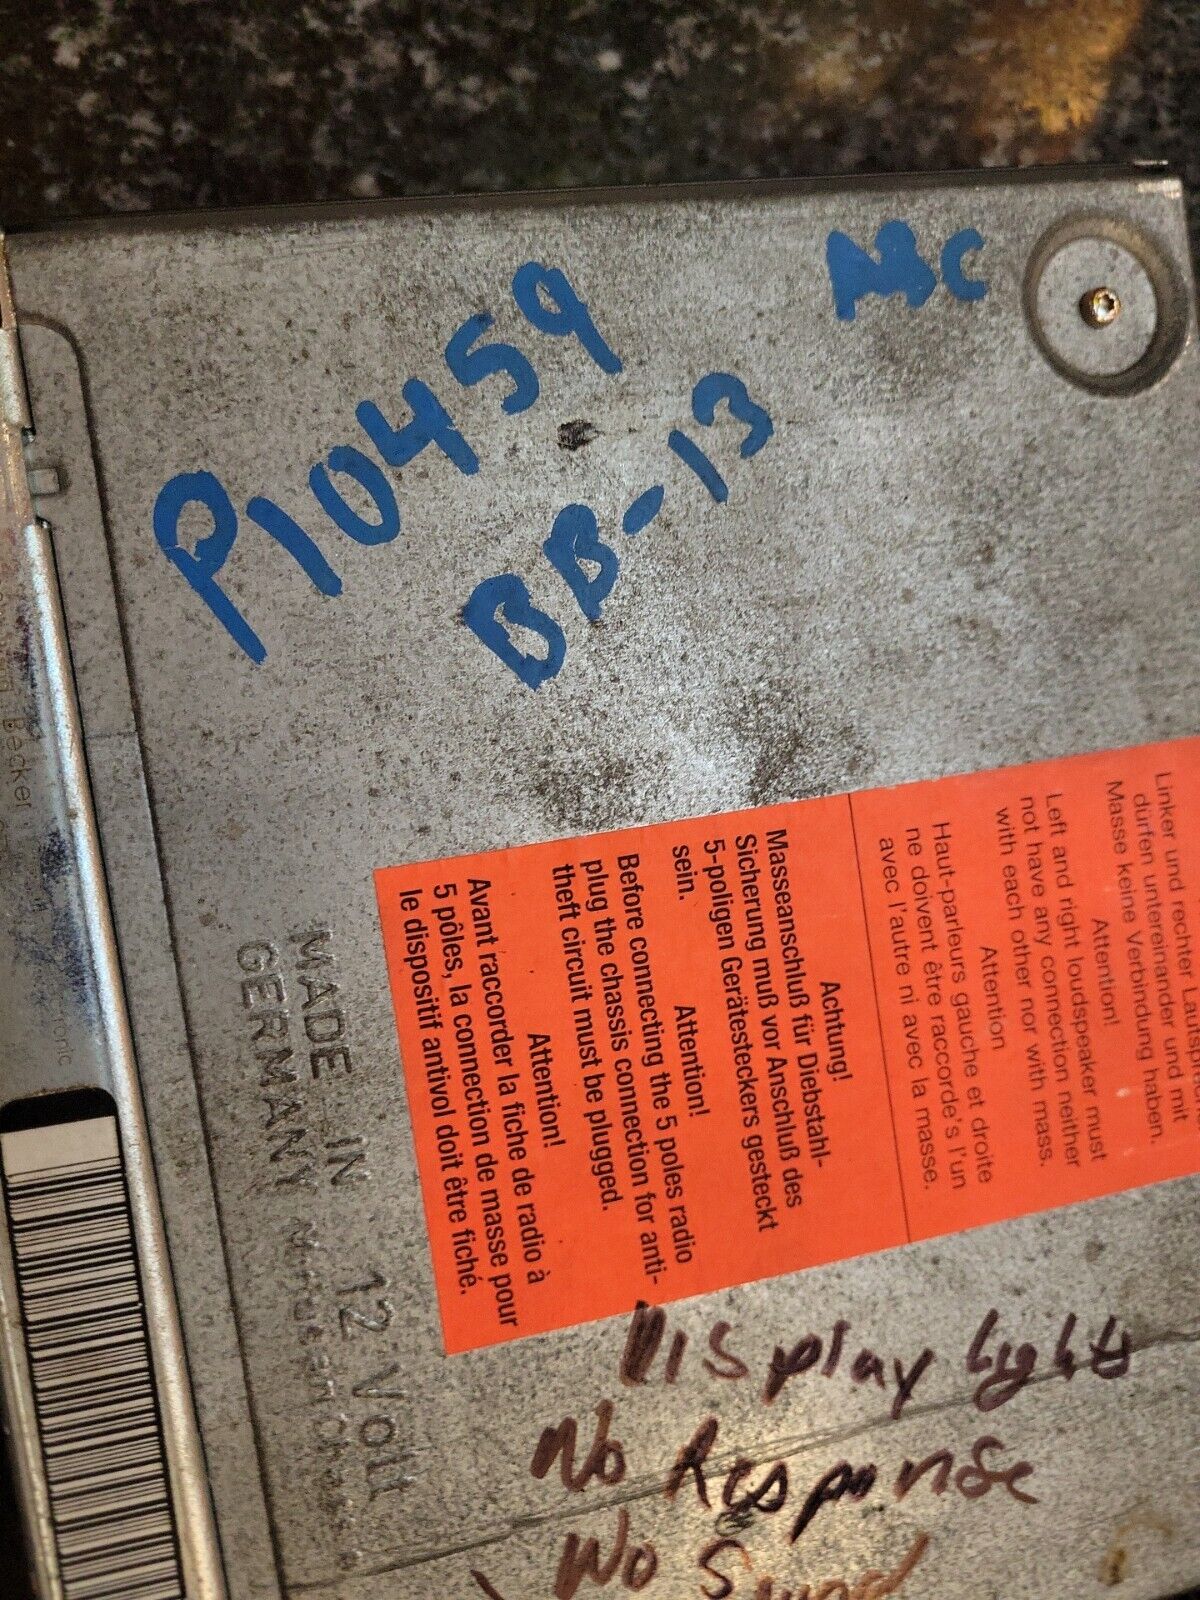 P10459
BB-13
Linker und rechter
dürfen untereinander und mit
Masse keine Verbindung haben.
Attention!
Left and right loudspeaker must
not have any connection neither
with each other nor with mass.
Attention
Haut-parleurs gauche et droite
ne doivent être raccorde's l'un
avec l'autre ni avec la masse.
Achtung!
Masseanschluß für Diebstahl-
Sicherung muß vor Anschluß des
5-poligen Gerätesteckers gesteckt
sein.
Attention!
Before connecting the 5 poles radio
plug the chassis connection for anti-
theft circuit must be plugged.
Attention!
Avant raccorder la fiche de radio à
5 pôles, la connection de masse pour
le dispositif antivol doit être fiché.
MADE IN 12 VOLT
GERMANY
Becker
Display Light
No Response
No Sound